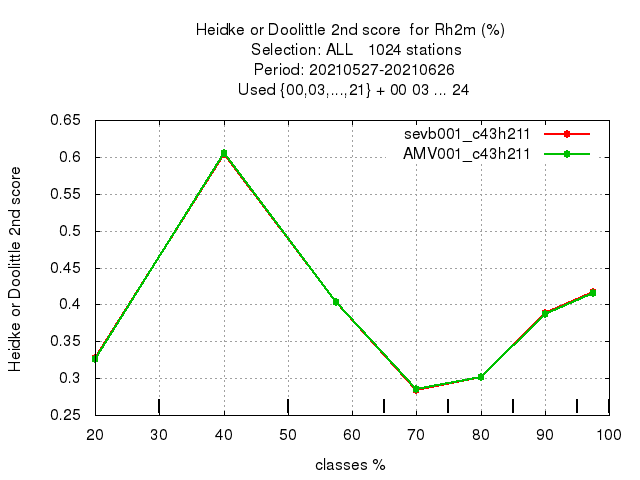 Heidke or Doolittle 2nd score  for Rh2m (%)
Selection: ALL   1024 stations
Period: 20210527-20210626
Used {00,03,...,21} + 00 03 ... 24
sevb001_c43h211
AMV001_c43h211
Heidke or Doolittle 2nd score
0.65
0.6
0.55
0.5
0.45
0.4
0.35
0.3
0.25
20 30 40 50 60 70 80 90 100
classes %